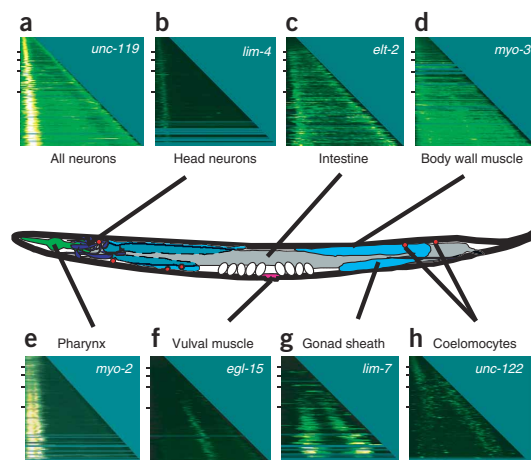 a
b
c
d
unc-119
lim-4
elt-2
myo-3
All neurons
Head neurons
Intestine
Body wall muscle
Pharynx
Vulval muscle
Gonad sheath
Coelomocytes
e
f
g
h
myo-2
egl-15
lim-7
unc-122